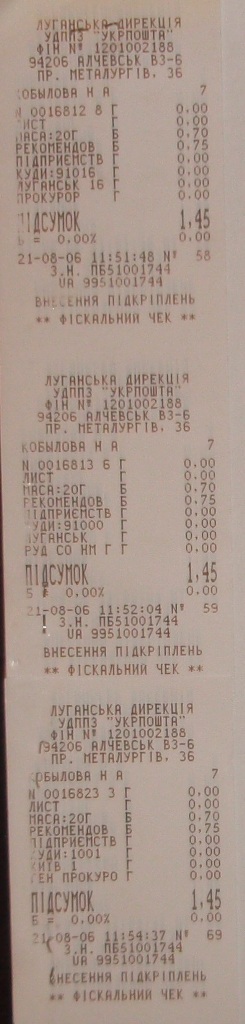 ЛУГАНСЬКА ДИРЕКЦІЯ
УДППЗ "УКРПОШТА"
ФІН № 1201002188
94206 АЛЧЕВСЬК ВЗ-6
ПР. МЕТАЛУРГІВ. 36
КОБЫЛОВА Н А 7
N 0016812 8 Г 0.00
ЛИСТ Г 0.00
МАСА:20Г Б 0.70
РЕКОМЕНДОВ Б 0.75
ПІДПРИЄМСТВ Г 0.00
КУДИ:91016 Г 0.00
ЛУГАНСЬК 16 Г 0.00
ПРОКУРОР Г 0.00
ПІДСУМОК 1,45
Б = 0.00% 0.00
21-08-06 11:51:48 № 58
З.Н. ПБ51001744
UA 9951001744
ВНЕСЕННЯ ПІДКРІПЛЕНЬ
** ФІСКАЛЬНИЙ ЧЕК **
ЛУГАНСЬКА ДИРЕКЦІЯ
УДППЗ "УКРПОШТА"
ФІН № 1201002188
94206 АЛЧЕВСЬК ВЗ-6
ПР. МЕТАЛУРГІВ. 36
КОБЫЛОВА Н А 7
N 0016813 6 Г 0.00
ЛИСТ Г 0.00
МАСА:20Г Б 0.70
РЕКОМЕНДОВ Б 0.75
ПІДПРИЄМСТВ Г 0.00
КУДИ:91000 Г 0.00
ЛУГАНСЬК Г 0.00
РУД СО НМ Г Г 0.00
ПІДСУМОК 1,45
Б = 0.00% 0.00
21-08-06 11:52:04 № 59
З.Н. ПБ51001744
UA 9951001744
ВНЕСЕННЯ ПІДКРІПЛЕНЬ
** ФІСКАЛЬНИЙ ЧЕК **
ЛУГАНСЬКА ДИРЕКЦІЯ
УДППЗ "УКРПОШТА"
ФІН № 1201002188
94206 АЛЧЕВСЬК ВЗ-6
ПР. МЕТАЛУРГІВ. 36
КОБЫЛОВА Н А 7
N 0016823 3 Г 0.00
ЛИСТ Г 0.00
МАСА:20Г Б 0.70
РЕКОМЕНДОВ Б 0.75
ПІДПРИЄМСТВ Г 0.00
КУДИ:1001 Г 0.00
КИЇВ 1 Г 0.00
ГЕН ПРОКУРО Г 0.00
ПІДСУМОК 1,45
Б = 0.00% 0.00
21-08-06 11:54:37 № 69
З.Н. ПБ51001744
UA 9951001744
ВНЕСЕННЯ ПІДКРІПЛЕНЬ
** ФІСКАЛЬНИЙ ЧЕК **